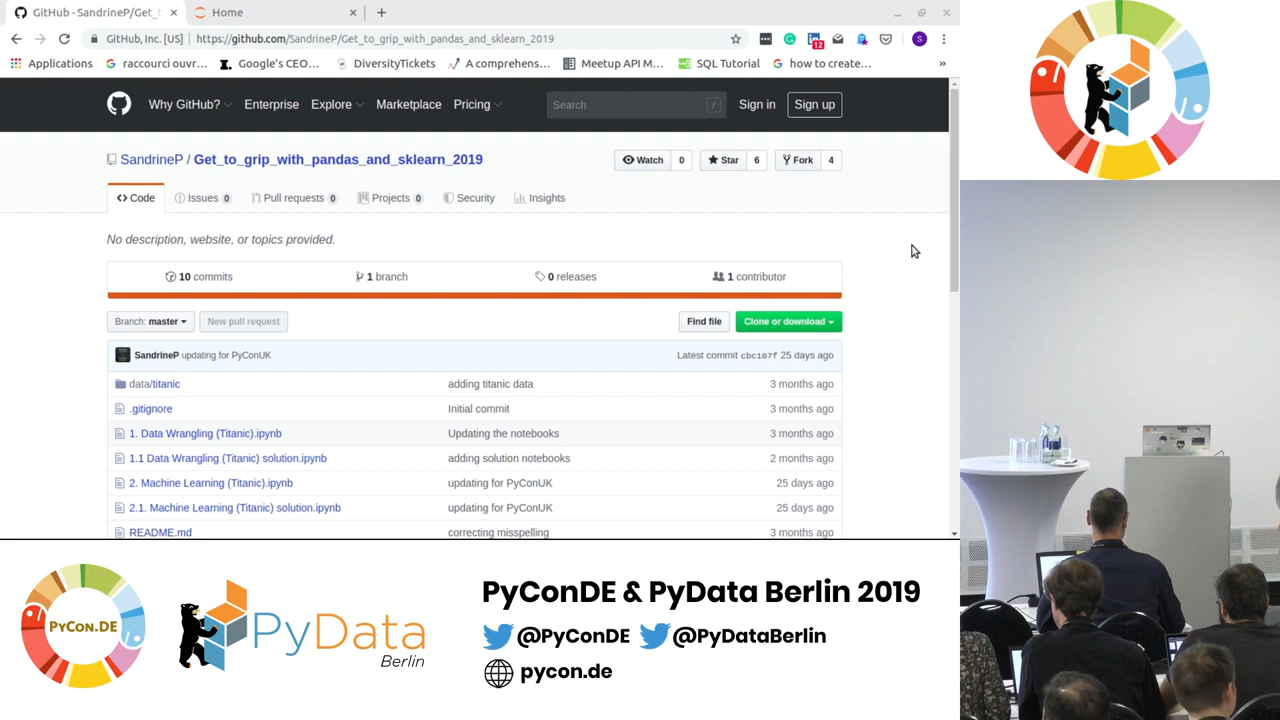 GitHub - SandrineP/Get_t
Home
GitHub, Inc. [US]
https://github.com/SandrineP/Get_to_grip_with_pandas_and_sklearn_2019
12
S
Applications
raccourci ouvr...
Google's CEO...
DiversityTickets
A comprehens...
Meetup API M...
SQL Tutorial
how to create...
»
Why GitHub?
Enterprise
Explore
Marketplace
Pricing
Search
/
Sign in
Sign up
SandrineP / Get_to_grip_with_pandas_and_sklearn_2019
Watch 0
Star 6
Fork 4
Code
Issues 0
Pull requests 0
Projects 0
Security
Insights
No description, website, or topics provided.
10 commits
1 branch
0 releases
1 contributor
Branch: master
New pull request
Find file
Clone or download
SandrineP updating for PyConUK
Latest commit cbc107f 25 days ago
data/titanic adding titanic data 3 months ago
.gitignore Initial commit 3 months ago
1. Data Wrangling (Titanic).ipynb Updating the notebooks 3 months ago
1.1 Data Wrangling (Titanic) solution.ipynb adding solution notebooks 2 months ago
2. Machine Learning (Titanic).ipynb updating for PyConUK 25 days ago
2.1. Machine Learning (Titanic) solution.ipynb updating for PyConUK 25 days ago
README.md correcting misspelling 3 months ago
PyCon.DE
PyData
Berlin
PyConDE & PyData Berlin 2019
@PyConDE @PyDataBerlin
pycon.de